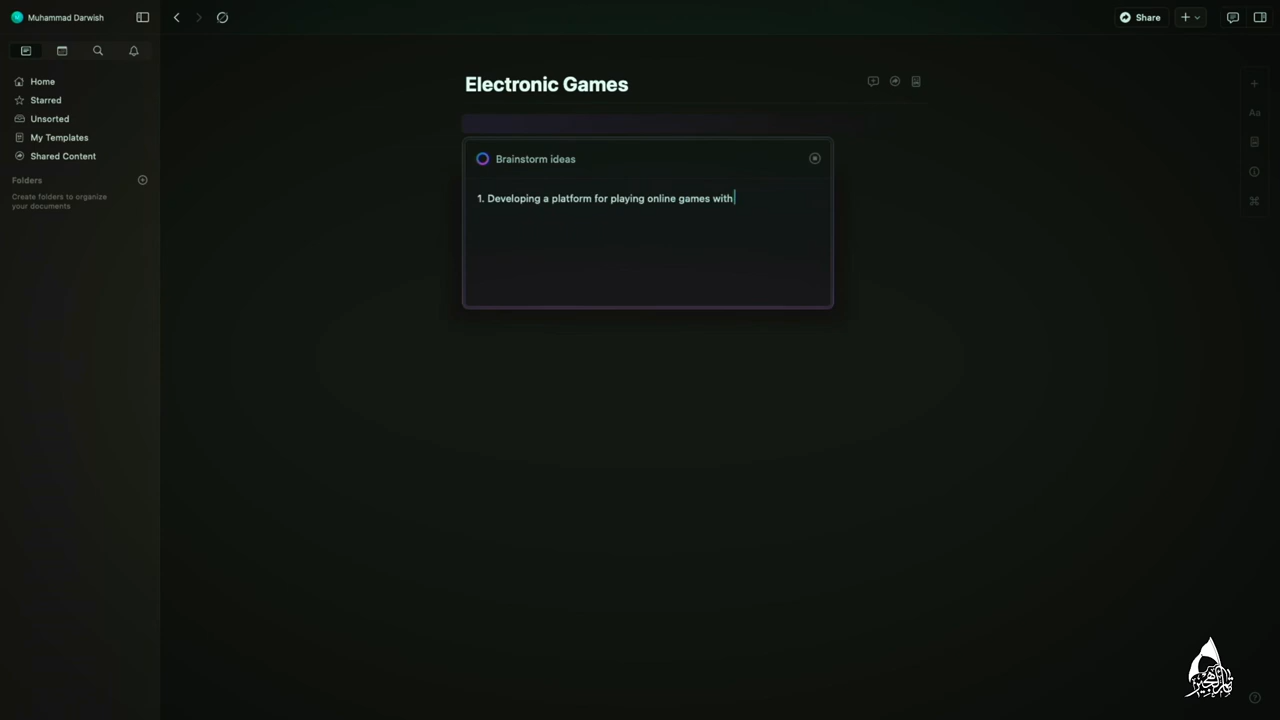 Muhammad Darwish
Share
Home
Starred
Unsorted
My Templates
Shared Content
Folders
Create folders to organize
your documents
Electronic Games
Brainstorm ideas
1. Developing a platform for playing online games with
Aa